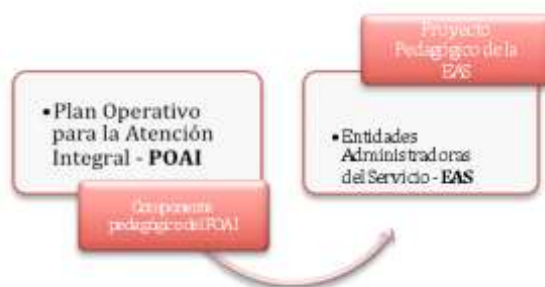 Proyecto
Pedagógico de la
EAS
•Plan Operativo
para la Atención
Integral - POAI
•Entidades
Administradoras
del Servicio - EAS
Componente
pedagógico del POAI